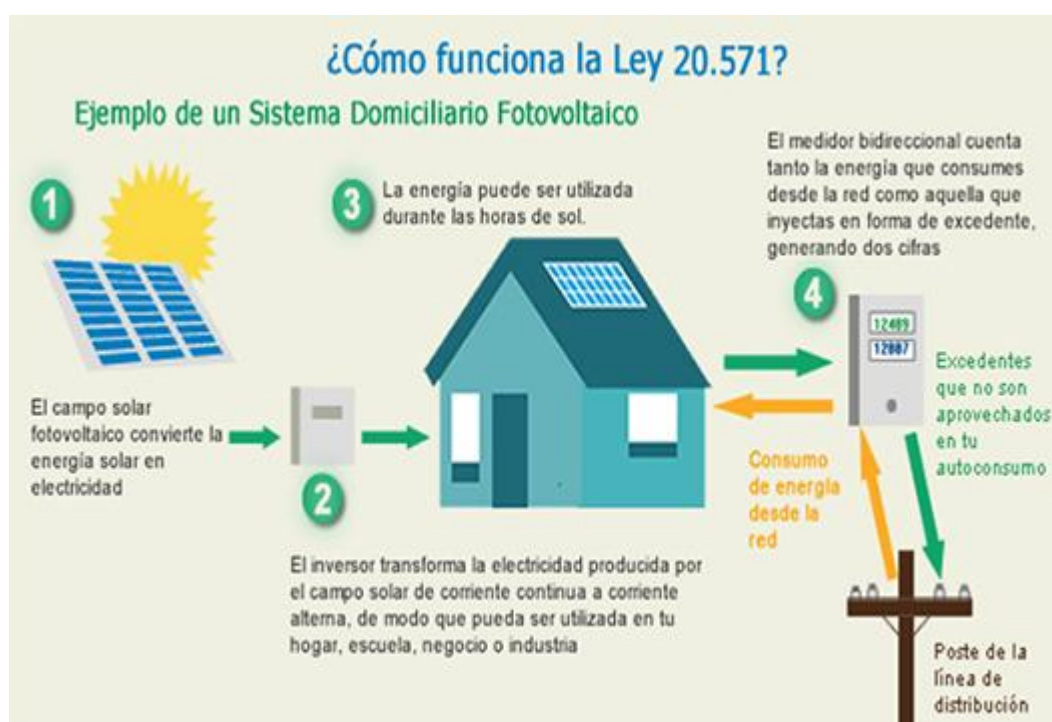 ¿Cómo funciona la Ley 20.571?
Ejemplo de un Sistema Domiciliario Fotovoltaico
1
El campo solar
fotovoltaico convierte la
energía solar en
electricidad
2
El inversor transforma la electricidad producida por
el campo solar de corriente continua a corriente
alterna, de modo que pueda ser utilizada en tu
hogar, escuela, negocio o industria
3
La energía puede ser utilizada
durante las horas de sol.
El medidor bidireccional cuenta
tanto la energía que consumes
desde la red como aquella que
inyectas en forma de excedente,
generando dos cifras
4
12489
12887
Excedentes
que no son
aprovechados
en tu
autoconsumo
Consumo
de energía
desde la
red
Poste de la
línea de
distribución